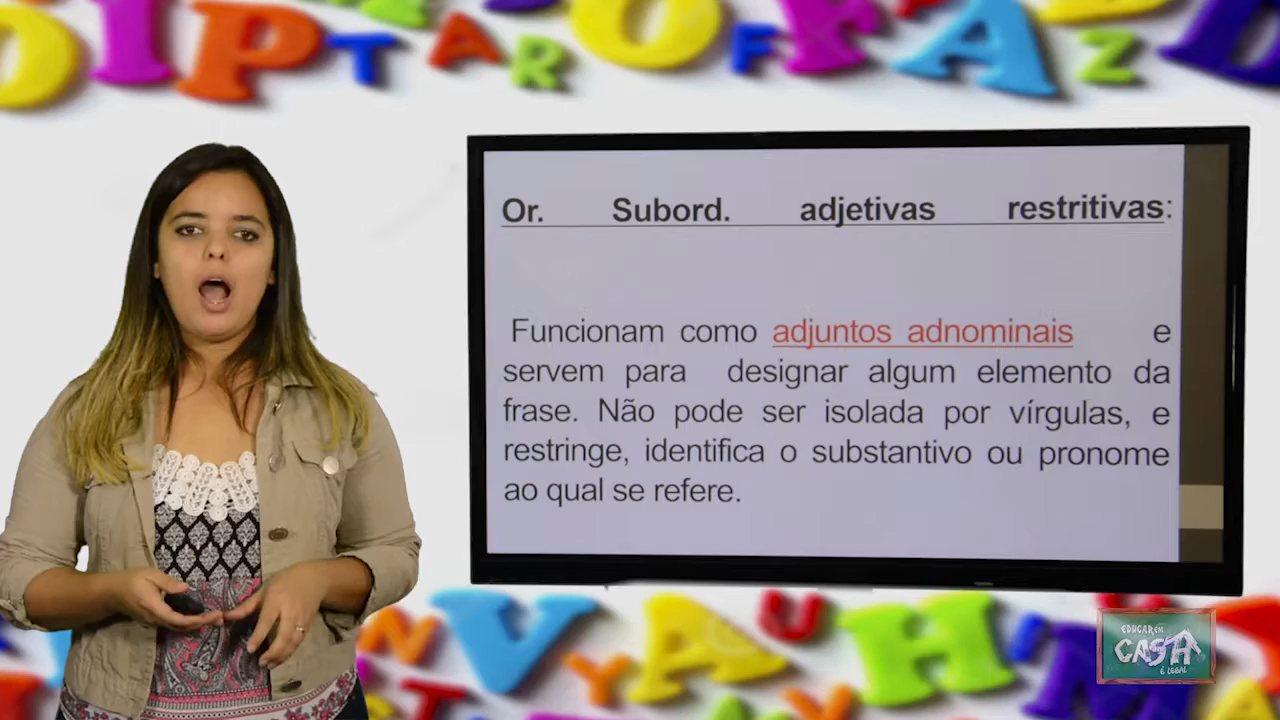 Or. Subord. adjetivas restritivas:
Funcionam como adjuntos adnominais e
servem para designar algum elemento da
frase. Não pode ser isolada por vírgulas, e
restringe, identifica o substantivo ou pronome
ao qual se refere.
EDUCAR EM
CASA
É LEGAL